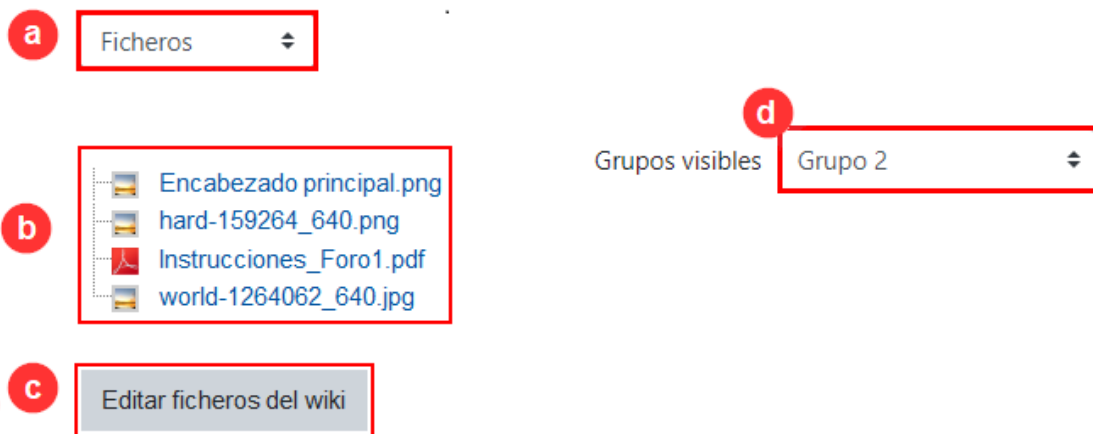 a
Ficheros
d
Grupos visibles Grupo 2
b
Encabezado principal.png
hard-159264_640.png
Instrucciones_Foro1.pdf
world-1264062_640.jpg
c
Editar ficheros del wiki